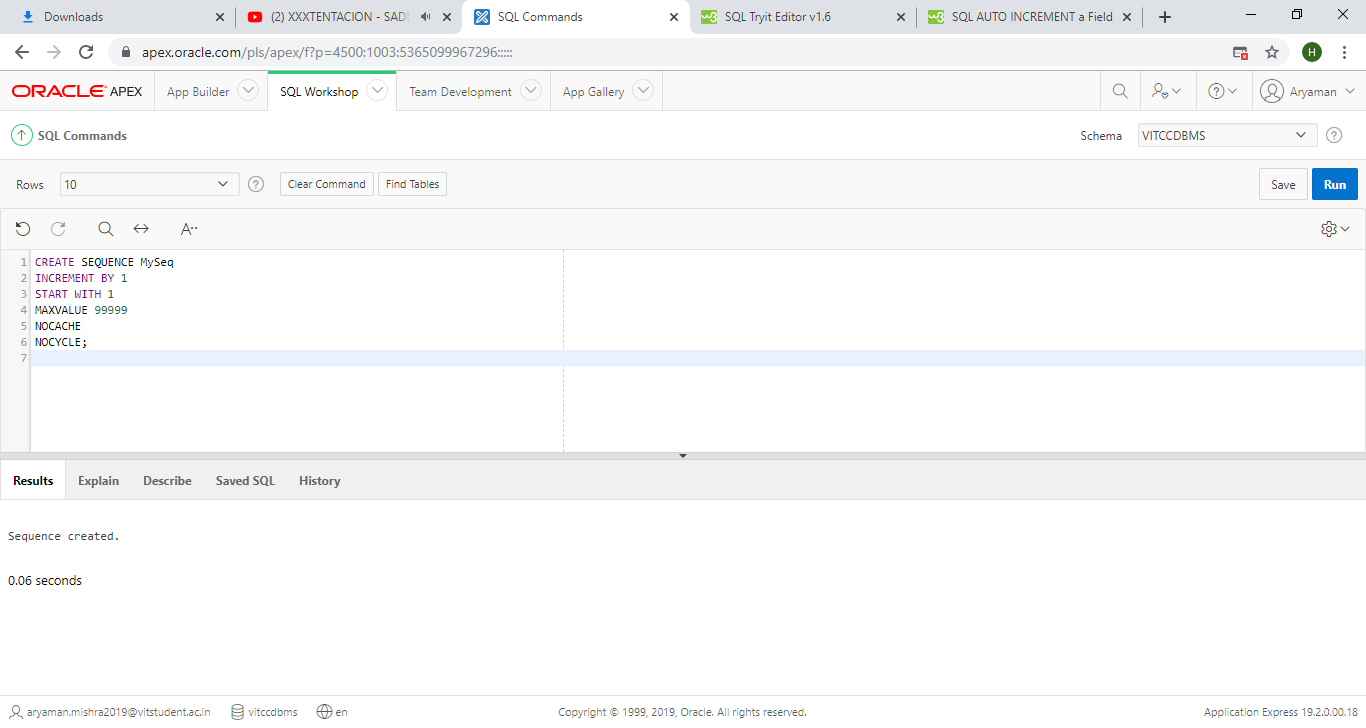 Downloads
(2) XXXTENTACION - SAD!
SQL Commands
SQL Tryit Editor v1.6
SQL AUTO INCREMENT a Field
apex.oracle.com/pls/apex/f?p=4500:1003:5365099967296:::::
H
ORACLE APEX
App Builder
SQL Workshop
Team Development
App Gallery
Aryaman
SQL Commands
Schema
VITCCDBMS
Rows
10
Clear Command
Find Tables
Save
Run
A··
1 CREATE SEQUENCE MySeq
2 INCREMENT BY 1
3 START WITH 1
4 MAXVALUE 99999
5 NOCACHE
6 NOCYCLE;
7
Results Explain Describe Saved SQL History
Sequence created.
0.06 seconds
aryaman.mishra2019@vitstudent.ac.in vitccdbms en
Copyright © 1999, 2019, Oracle. All rights reserved.
Application Express 19.2.0.00.18